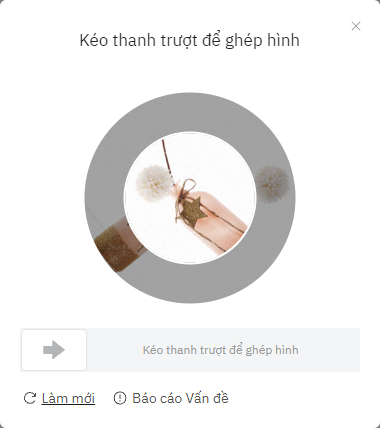 Kéo thanh trượt để ghép hình
Kéo thanh trượt để ghép hình
Làm mới
Báo cáo Vấn đề